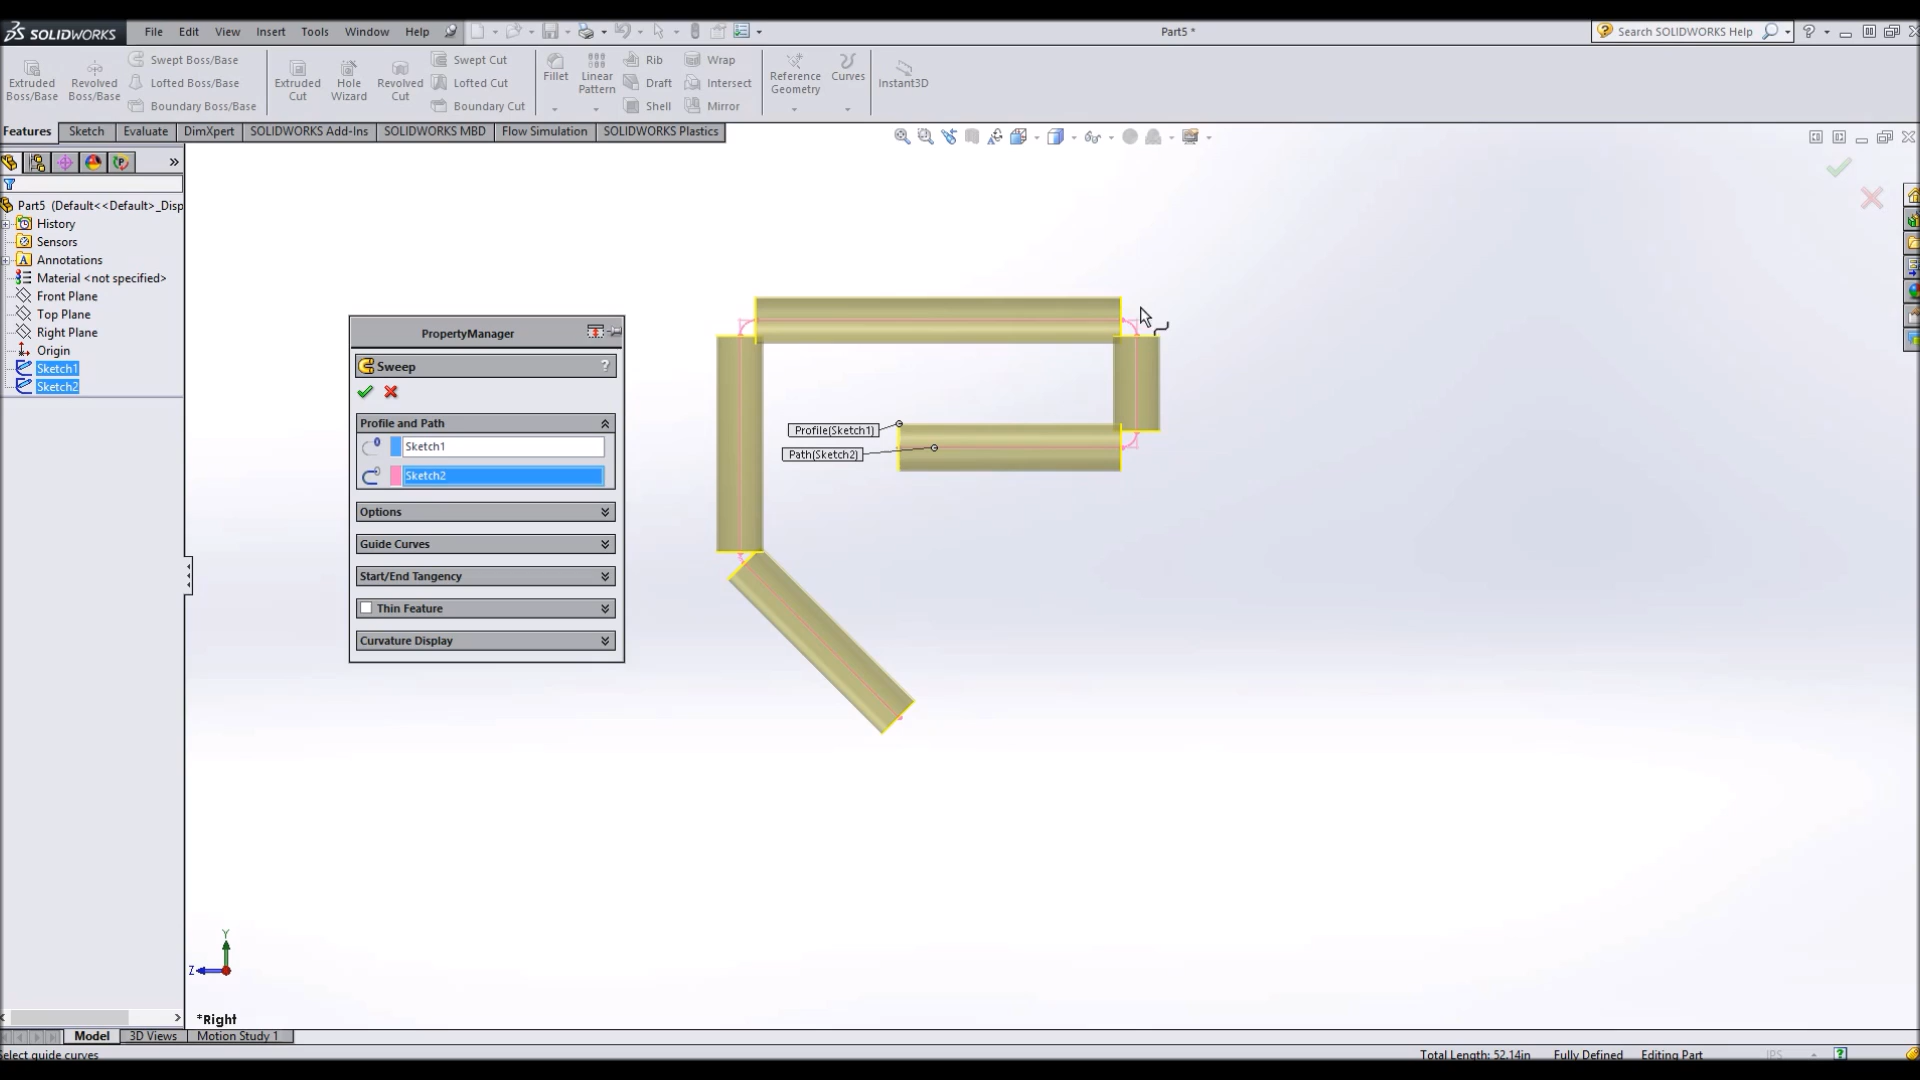 SOLIDWORKS File Edit View Insert Tools Window Help Part5 * Search SOLIDWORKS Help
Extruded Boss/Base
Revolved Boss/Base
Swept Boss/Base
Lofted Boss/Base
Boundary Boss/Base
Extruded Cut
Hole Wizard
Revolved Cut
Swept Cut
Lofted Cut
Boundary Cut
Fillet
Linear Pattern
Rib
Draft
Shell
Wrap
Intersect
Mirror
Reference Geometry
Curves
Instant3D
Features Sketch Evaluate DimXpert SOLIDWORKS Add-Ins SOLIDWORKS MBD Flow Simulation SOLIDWORKS Plastics
Part5 (Default<<Default>_Disp
History
Sensors
Annotations
Material <not specified>
Front Plane
Top Plane
Right Plane
Origin
Sketch1
Sketch2
PropertyManager
Sweep ?
Profile and Path
Sketch1
Sketch2
Options
Guide Curves
Start/End Tangency
Thin Feature
Curvature Display
Profile(Sketch1)
Path(Sketch2)
Y
Z
*Right
Model 3D Views Motion Study 1
Select guide curves Total Length: 52.14in Fully Defined Editing Part IPS